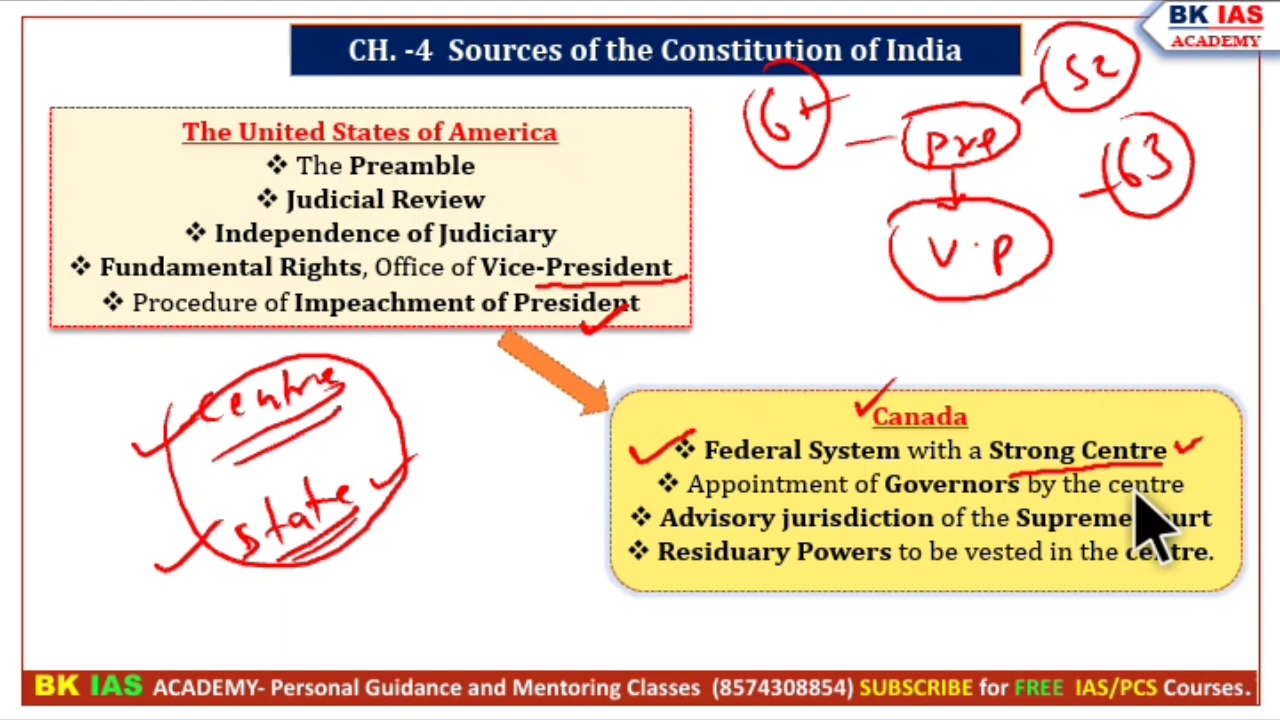 BK IAS
ACADEMY
CH. -4 Sources of the Constitution of India
52
Pre
63
V.P
The United States of America
❖ The Preamble
❖ Judicial Review
❖ Independence of Judiciary
❖ Fundamental Rights, Office of Vice-President
❖ Procedure of Impeachment of President
Centre
State
Canada
❖ Federal System with a Strong Centre
❖ Appointment of Governors by the centre
❖ Advisory jurisdiction of the Supreme
❖ Residuary Powers to be vested in the centre.
BK IAS ACADEMY- Personal Guidance and Mentoring Classes (8574308854) SUBSCRIBE for FREE IAS/PCS Courses.